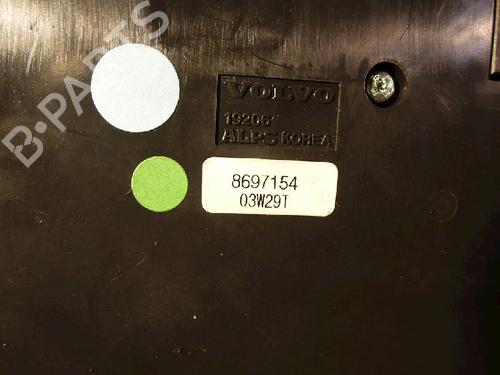 B-PARTS
VOLVO
19206
ALPS KOREA
8697154
03W29T